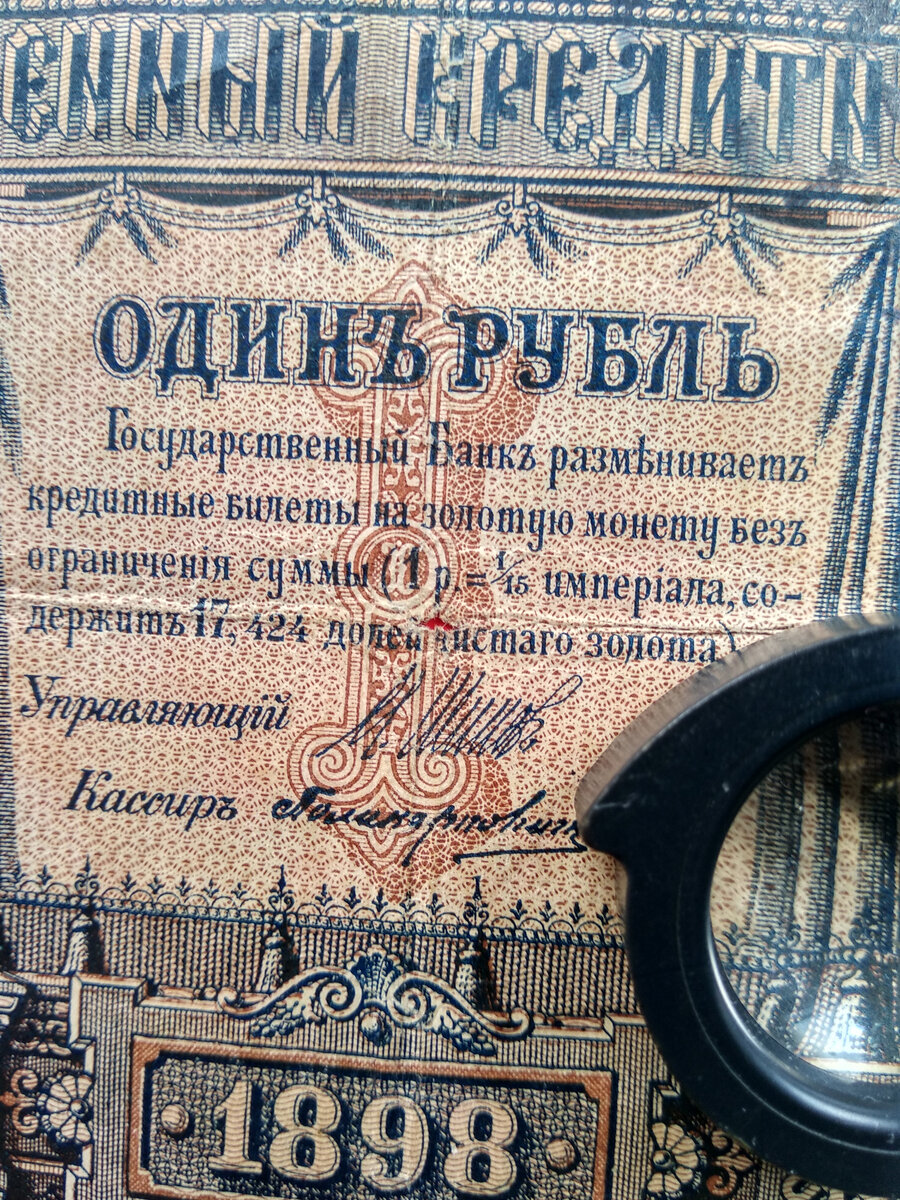 ЕННЫЙ КРЕДИТН
ОДИНЪ РУБЛЬ
Государственный Банкъ размѣниваетъ
кредитные билеты на золотую монету безъ
ограниченія суммы (1 р. = 1/15 имперіала, со-
держитъ 17,424 долей чистаго золота)
Управляющій
Кассиръ
1898